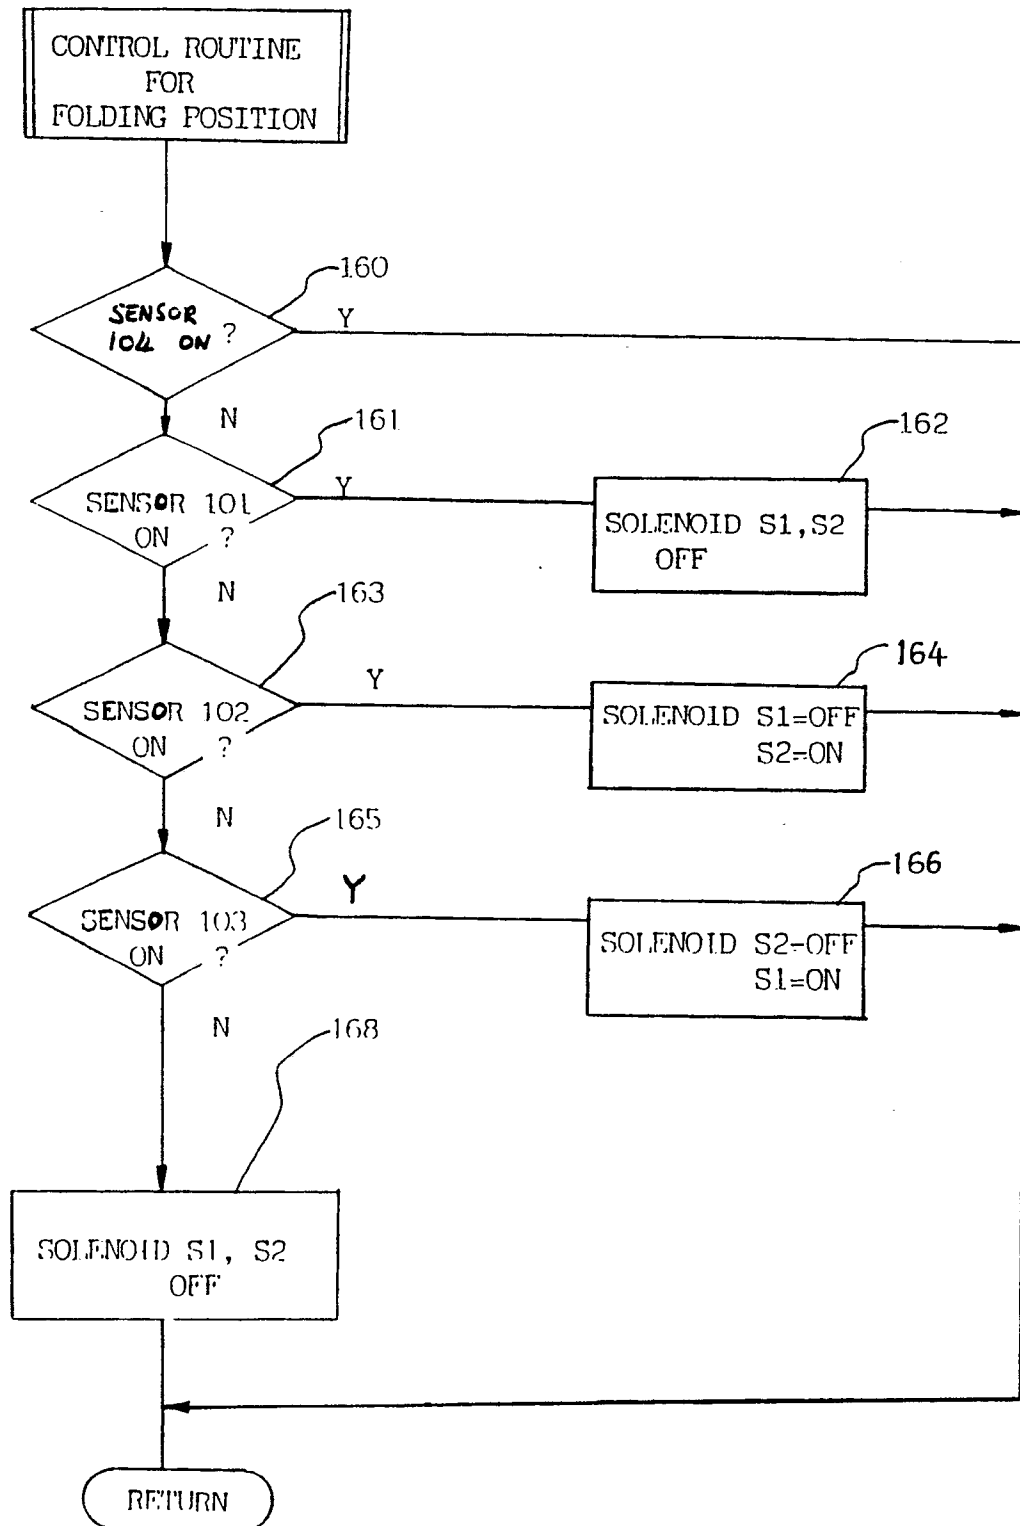 CONTROL ROUTINE
FOR
FOLDING POSITION
160
SENSOR
104 ON ?
Y
N
161
162
SENSOR 101
ON ?
Y
SOLENOID S1,S2
OFF
N
163
164
SENSOR 102
ON ?
Y
SOLENOID S1=OFF
S2=ON
N
165
166
SENSOR 103
ON ?
Y
SOLENOID S2=OFF
S1=ON
N
168
SOLENOID S1, S2
OFF
RETURN